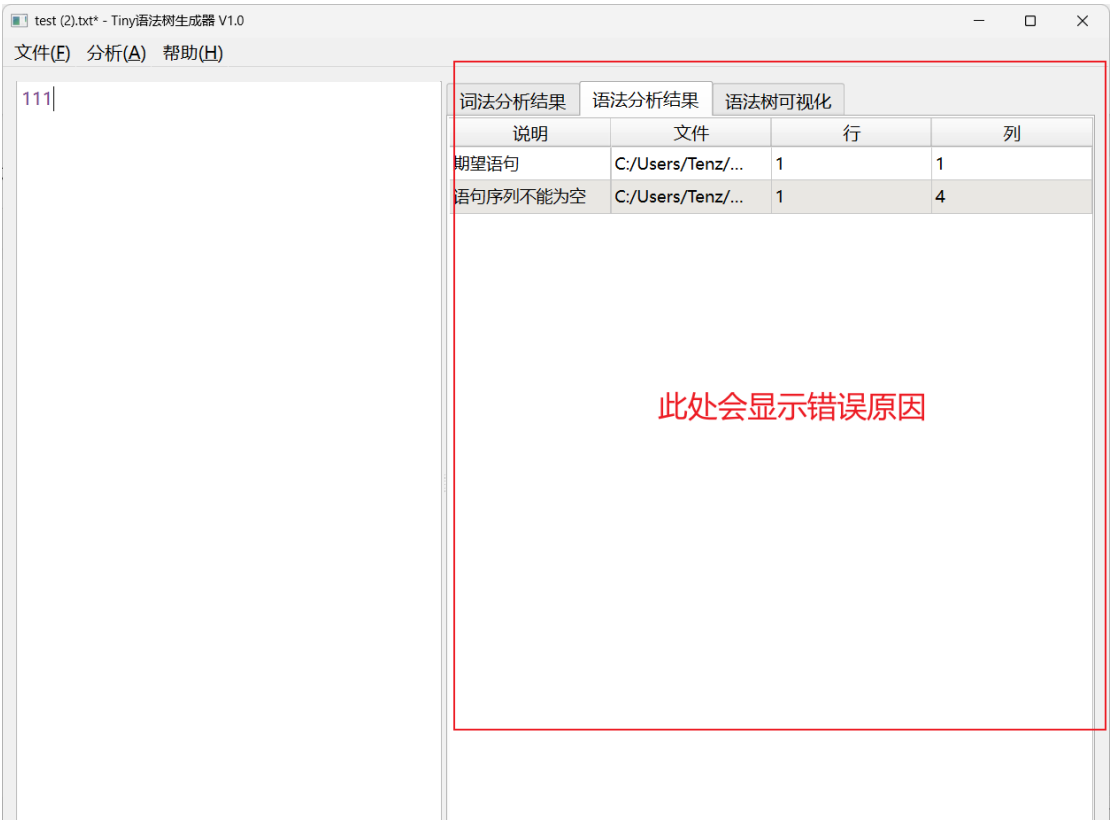 test (2).txt* - Tiny语法树生成器 V1.0
文件(F) 分析(A) 帮助(H)
111
词法分析结果 语法分析结果 语法树可视化
说明 文件 行 列
期望语句 C:/Users/Tenz/... 1 1
语句序列不能为空 C:/Users/Tenz/... 1 4
此处会显示错误原因